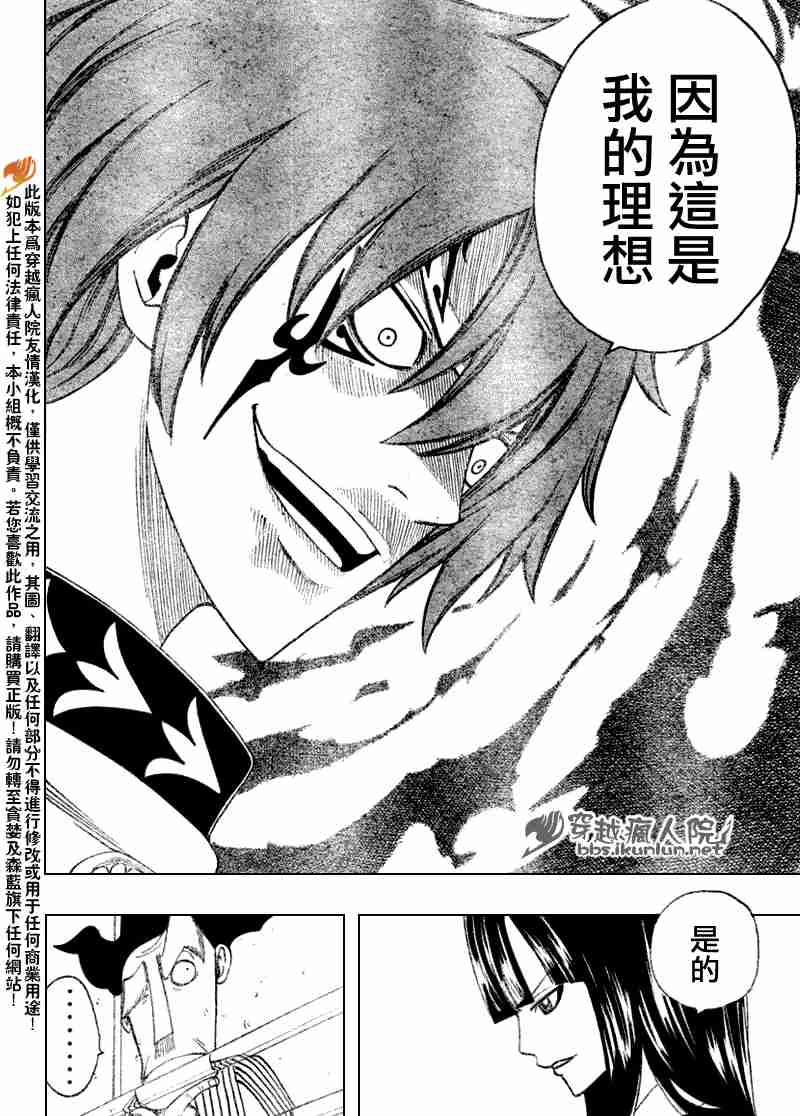 因為這是
我的理想
是的
‥‥‥
此版本爲穿越瘋人院友情漢化，僅供學習交流之用，其圖、翻譯以及任何部分不得進行修改或用于任何商業用途！
如犯上任何法律責任，本小組概不負責。若您喜歡此作品，請購買正版！請勿轉至貪婪及森藍旗下任何網站！
穿越瘋人院
bbs.ikunlun.net